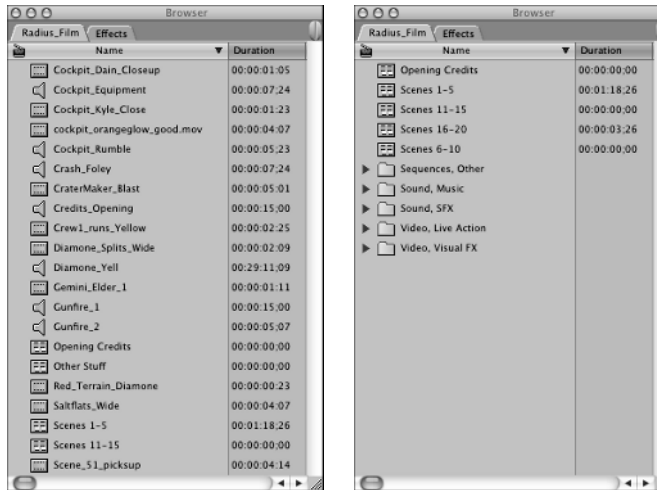 Browser
Radius_Film Effects
Name Duration
Cockpit_Dain_Closeup 00:00:01:05
Cockpit_Equipment 00:00:07;24
Cockpit_Kyle_Close 00:00:01:23
cockpit_orangeglow_good.mov 00:00:04:07
Cockpit_Rumble 00:00:05;23
Crash_Foley 00:00:07;24
CraterMaker_Blast 00:00:05:01
Credits_Opening 00:00:15;00
Crew1_runs_Yellow 00:00:02:25
Diamone_Splits_Wide 00:00:02:09
Diamone_Yell 00:29:11;09
Gemini_Elder_1 00:00:01:11
Gunfire_1 00:00:15;00
Gunfire_2 00:00:05;07
Opening Credits 00:00:00;00
Other Stuff 00:00:00;00
Red_Terrain_Diamone 00:00:00:23
Saltflats_Wide 00:00:04:07
Scenes 1-5 00:01:18;26
Scenes 11-15 00:00:00;00
Scene_51_picksup 00:00:04:14
Browser
Radius_Film Effects
Name Duration
Opening Credits 00:00:00;00
Scenes 1-5 00:01:18;26
Scenes 11-15 00:00:00;00
Scenes 16-20 00:00:03;26
Scenes 6-10 00:00:00;00
Sequences, Other
Sound, Music
Sound, SFX
Video, Live Action
Video, Visual FX